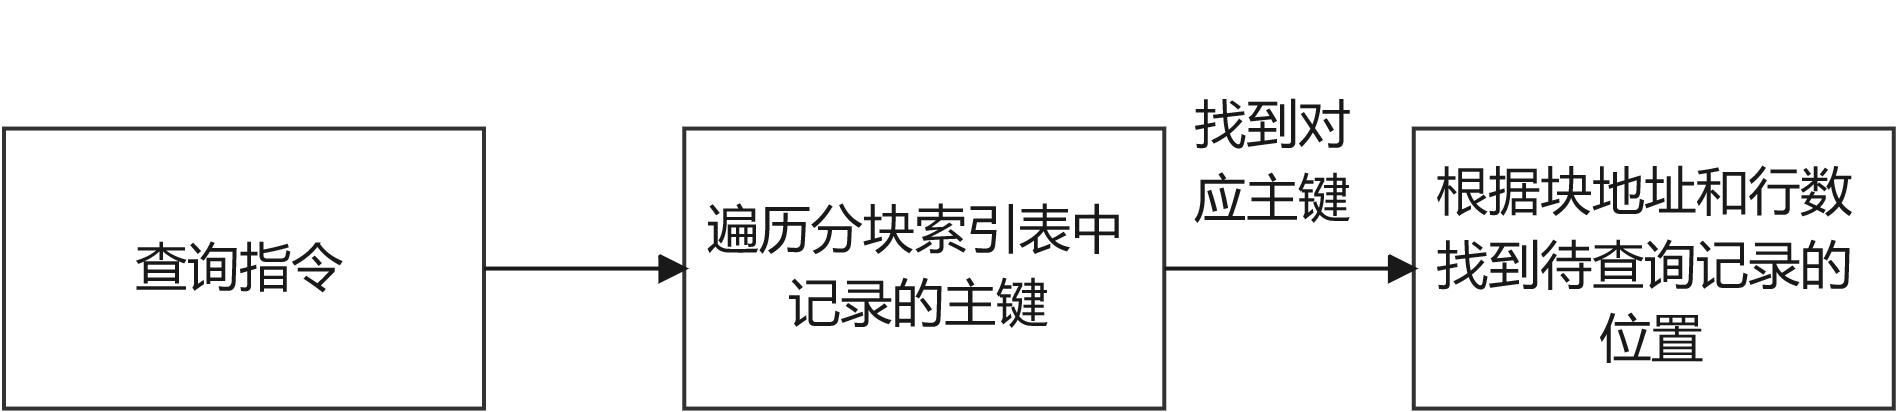 查询指令
遍历分块索引表中
记录的主键
找到对
应主键
根据块地址和行数
找到待查询记录的
位置